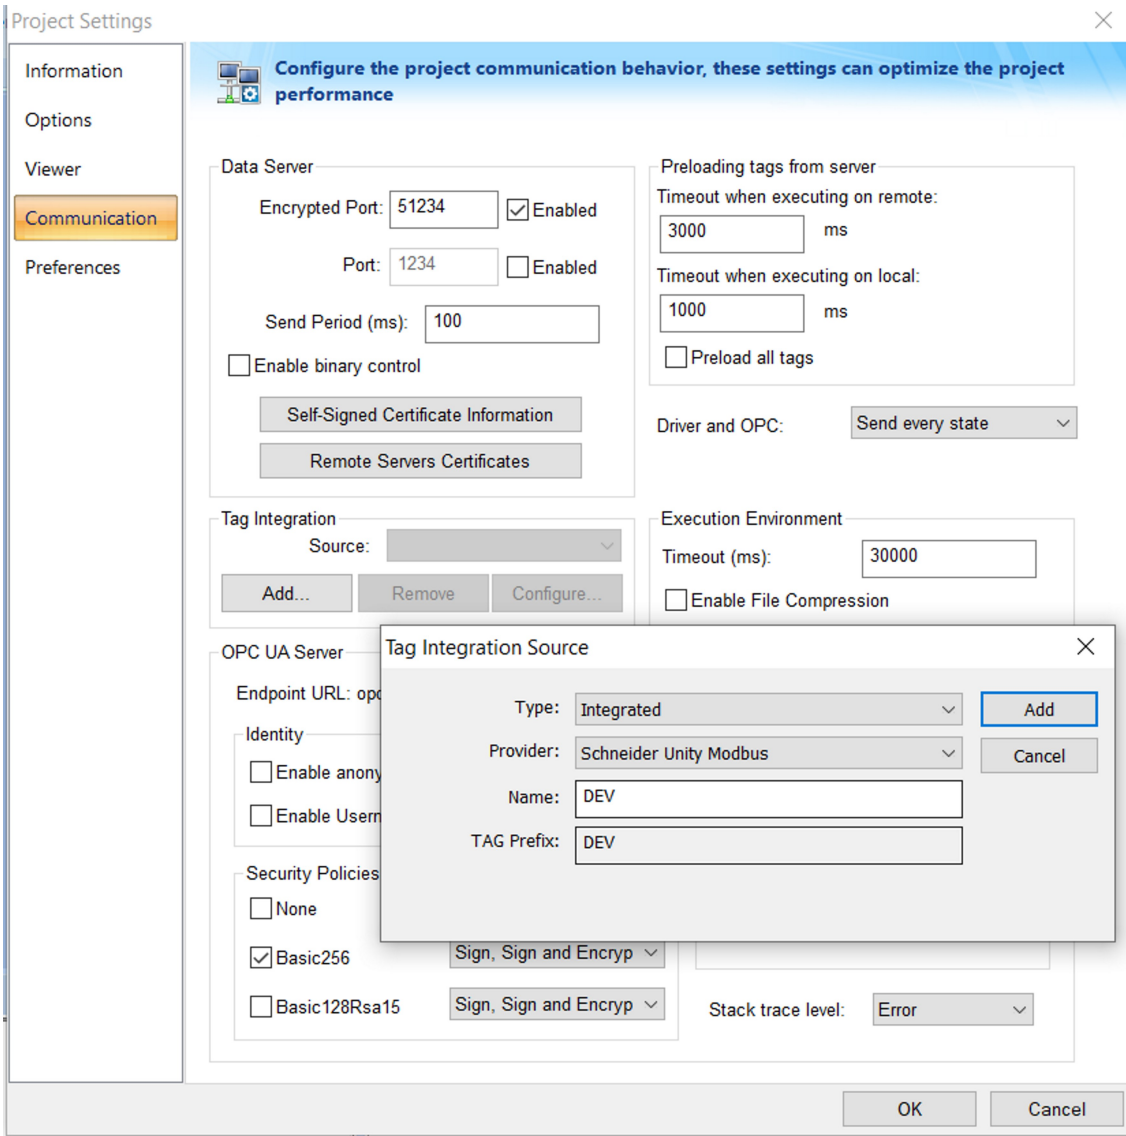 Project Settings
Information
Options
Viewer
Communication
Preferences
Configure the project communication behavior, these settings can optimize the project
performance
Data Server
Encrypted Port: 51234 Enabled
Port: 1234 Enabled
Send Period (ms): 100
Enable binary control
Self-Signed Certificate Information
Remote Servers Certificates
Preloading tags from server
Timeout when executing on remote:
3000 ms
Timeout when executing on local:
1000 ms
Preload all tags
Driver and OPC: Send every state
Tag Integration
Source:
Add... Remove Configure...
Execution Environment
Timeout (ms): 30000
Enable File Compression
OPC UA Server
Endpoint URL: opc
Identity
Enable anony
Enable Usern
Security Policies
None
Basic256 Sign, Sign and Encryp
Basic128Rsa15 Sign, Sign and Encryp
Tag Integration Source
Type: Integrated Add
Provider: Schneider Unity Modbus Cancel
Name: DEV
TAG Prefix: DEV
Stack trace level: Error
OK Cancel